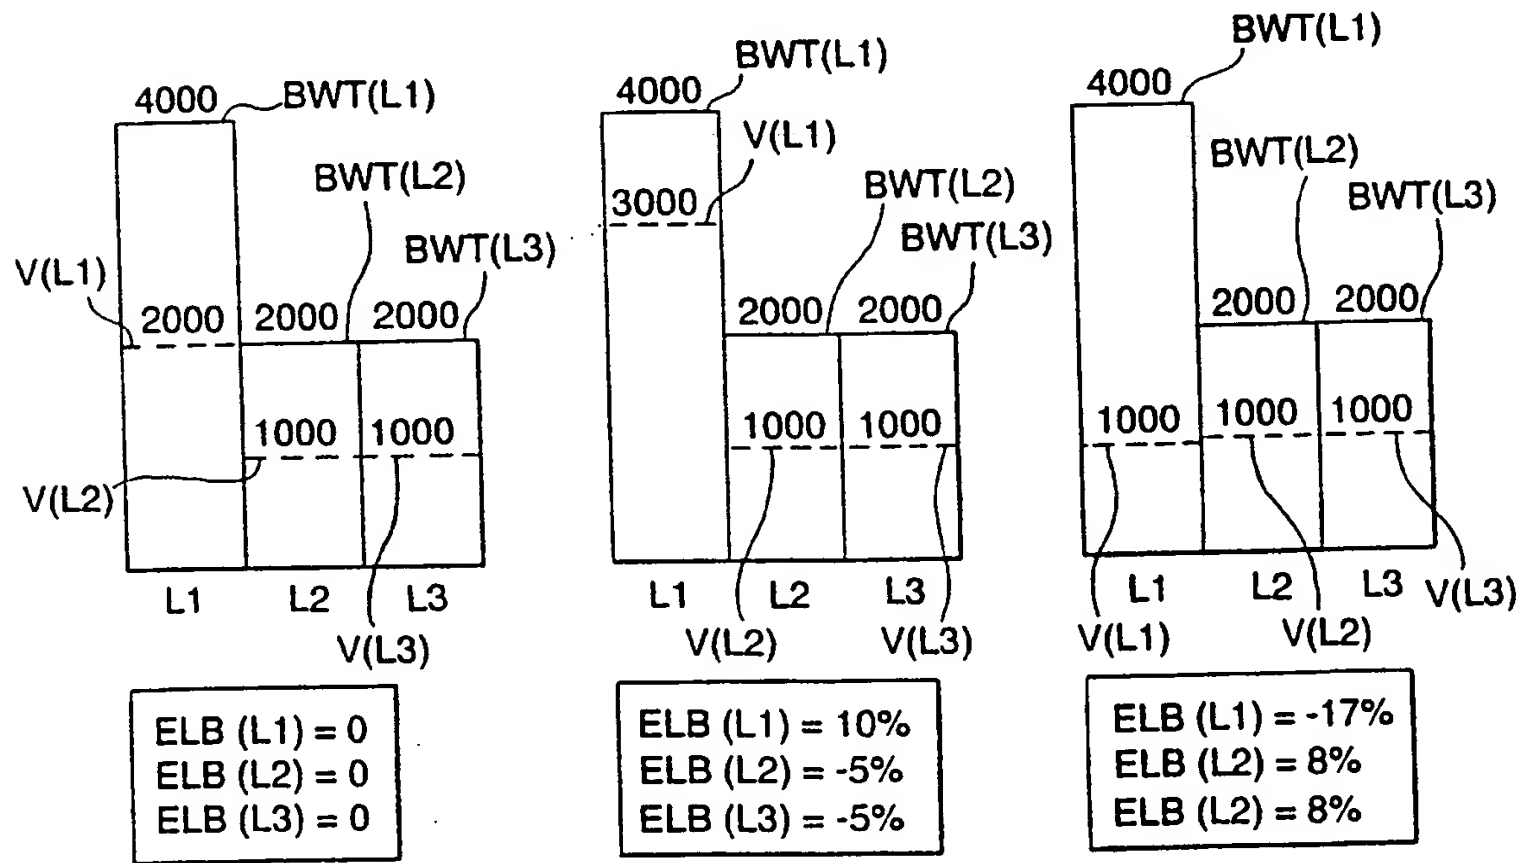 4000 BWT(L1)
BWT(L2)
BWT(L3)
V(L1)
2000 2000 2000
1000 1000
V(L2)
L1 L2 L3
V(L3)
ELB (L1) = 0
ELB (L2) = 0
ELB (L3) = 0
BWT(L1)
4000
V(L1)
3000
BWT(L2)
BWT(L3)
2000 2000
1000 1000
L1 L2 L3
V(L2) V(L3)
ELB (L1) = 10%
ELB (L2) = -5%
ELB (L3) = -5%
BWT(L1)
4000
BWT(L2)
BWT(L3)
2000 2000
1000 1000 1000
L1 L2 L3 V(L3)
V(L1) V(L2)
ELB (L1) = -17%
ELB (L2) = 8%
ELB (L2) = 8%